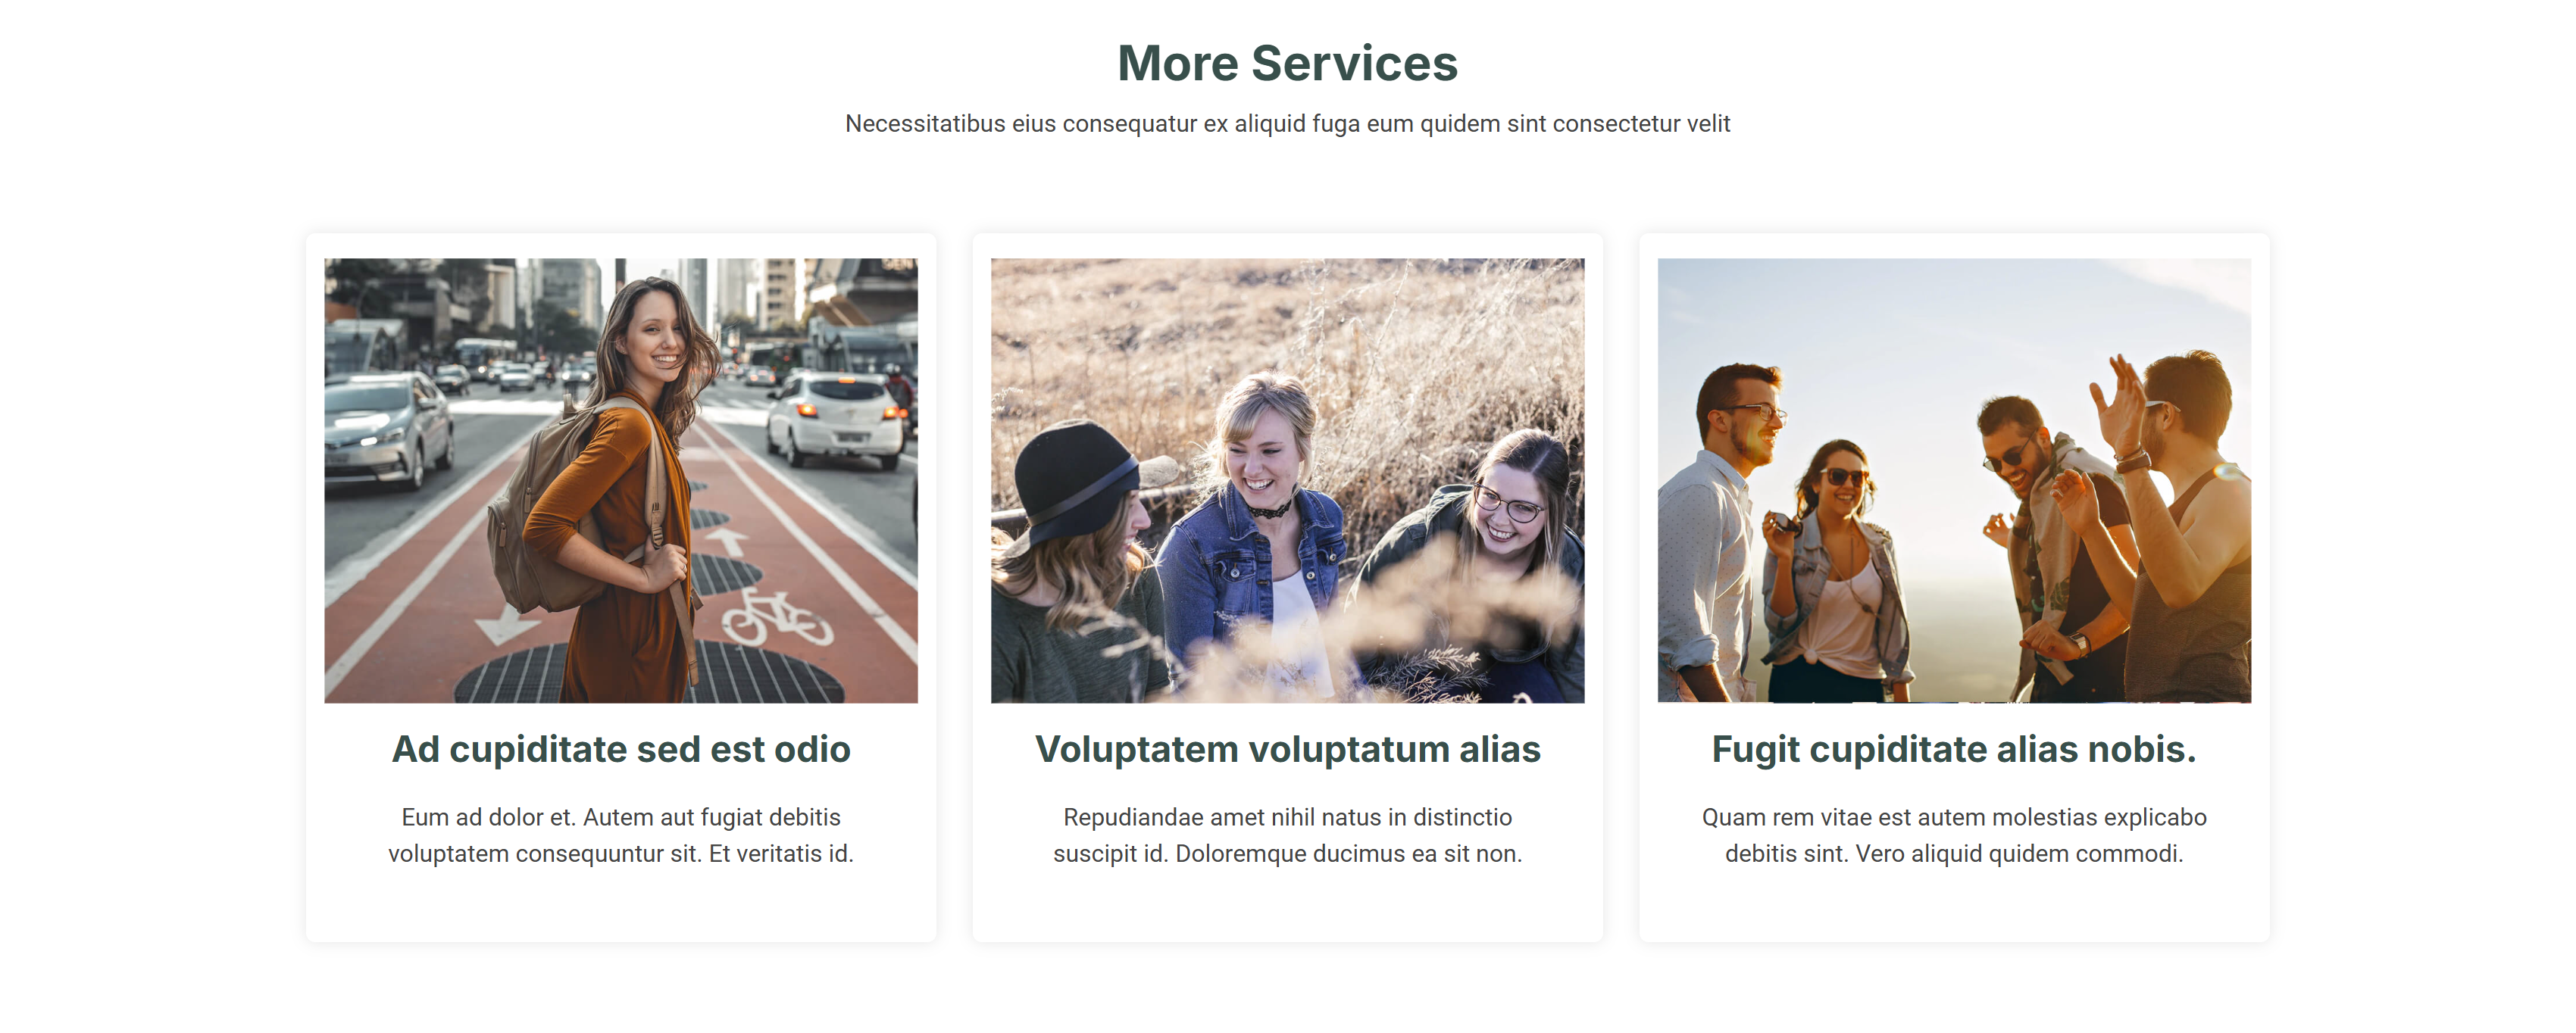 More Services
Necessitatibus eius consequatur ex aliquid fuga eum quidem sint consectetur velit
Ad cupiditate sed est odio
Eum ad dolor et. Autem aut fugiat debitis
voluptatem consequuntur sit. Et veritatis id.
Voluptatem voluptatum alias
Repudiandae amet nihil natus in distinctio
suscipit id. Doloremque ducimus ea sit non.
Fugit cupiditate alias nobis.
Quam rem vitae est autem molestias explicabo
debitis sint. Vero aliquid quidem commodi.